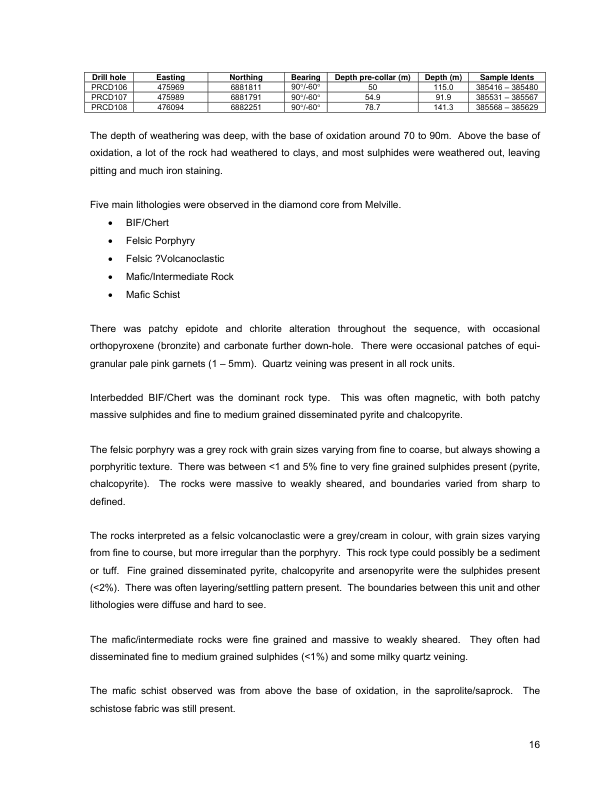 Drill hole Easting Northing Bearing Depth pre-collar (m) Depth (m) Sample Idents
PRCD106 475969 6881811 90°/-60° 50 115.0 385416 – 385480
PRCD107 475989 6881791 90°/-60° 54.9 91.9 385531 – 385567
PRCD108 476094 6882251 90°/-60° 78.7 141.3 385568 – 385629
The depth of weathering was deep, with the base of oxidation around 70 to 90m. Above the base of
oxidation, a lot of the rock had weathered to clays, and most sulphides were weathered out, leaving
pitting and much iron staining.
Five main lithologies were observed in the diamond core from Melville.
• BIF/Chert
• Felsic Porphyry
• Felsic ?Volcanoclastic
• Mafic/Intermediate Rock
• Mafic Schist
There was patchy epidote and chlorite alteration throughout the sequence, with occasional
orthopyroxene (bronzite) and carbonate further down-hole. There were occasional patches of equi-
granular pale pink garnets (1 – 5mm). Quartz veining was present in all rock units.
Interbedded BIF/Chert was the dominant rock type. This was often magnetic, with both patchy
massive sulphides and fine to medium grained disseminated pyrite and chalcopyrite.
The felsic porphyry was a grey rock with grain sizes varying from fine to coarse, but always showing a
porphyritic texture. There was between <1 and 5% fine to very fine grained sulphides present (pyrite,
chalcopyrite). The rocks were massive to weakly sheared, and boundaries varied from sharp to
defined.
The rocks interpreted as a felsic volcanoclastic were a grey/cream in colour, with grain sizes varying
from fine to course, but more irregular than the porphyry. This rock type could possibly be a sediment
or tuff. Fine grained disseminated pyrite, chalcopyrite and arsenopyrite were the sulphides present
(<2%). There was often layering/settling pattern present. The boundaries between this unit and other
lithologies were diffuse and hard to see.
The mafic/intermediate rocks were fine grained and massive to weakly sheared. They often had
disseminated fine to medium grained sulphides (<1%) and some milky quartz veining.
The mafic schist observed was from above the base of oxidation, in the saprolite/saprock. The
schistose fabric was still present.
16